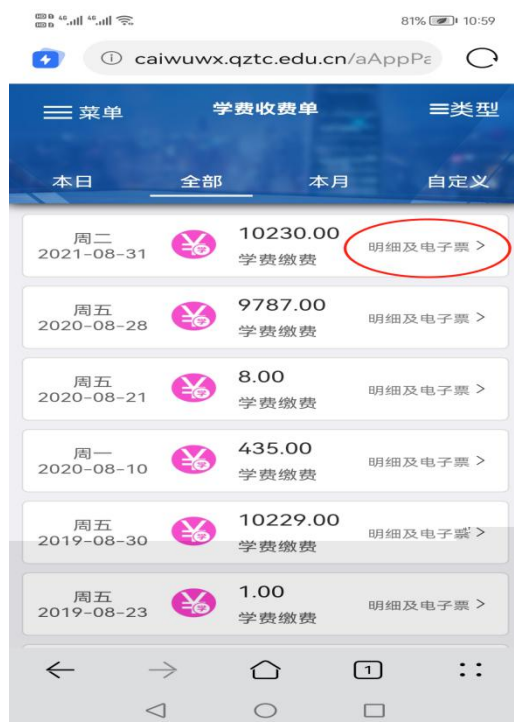 81% 10:59
caiwuwx.qztc.edu.cn/aAppPa
菜单 学费收费单 类型
本日 全部 本月 自定义
周二 10230.00
2021-08-31 学费缴费 明细及电子票 >
周五 9787.00
2020-08-28 学费缴费 明细及电子票 >
周五 8.00
2020-08-21 学费缴费 明细及电子票 >
周一 435.00
2020-08-10 学费缴费 明细及电子票 >
周五 10229.00
2019-08-30 学费缴费 明细及电子票 >
周五 1.00
2019-08-23 学费缴费 明细及电子票 >
1